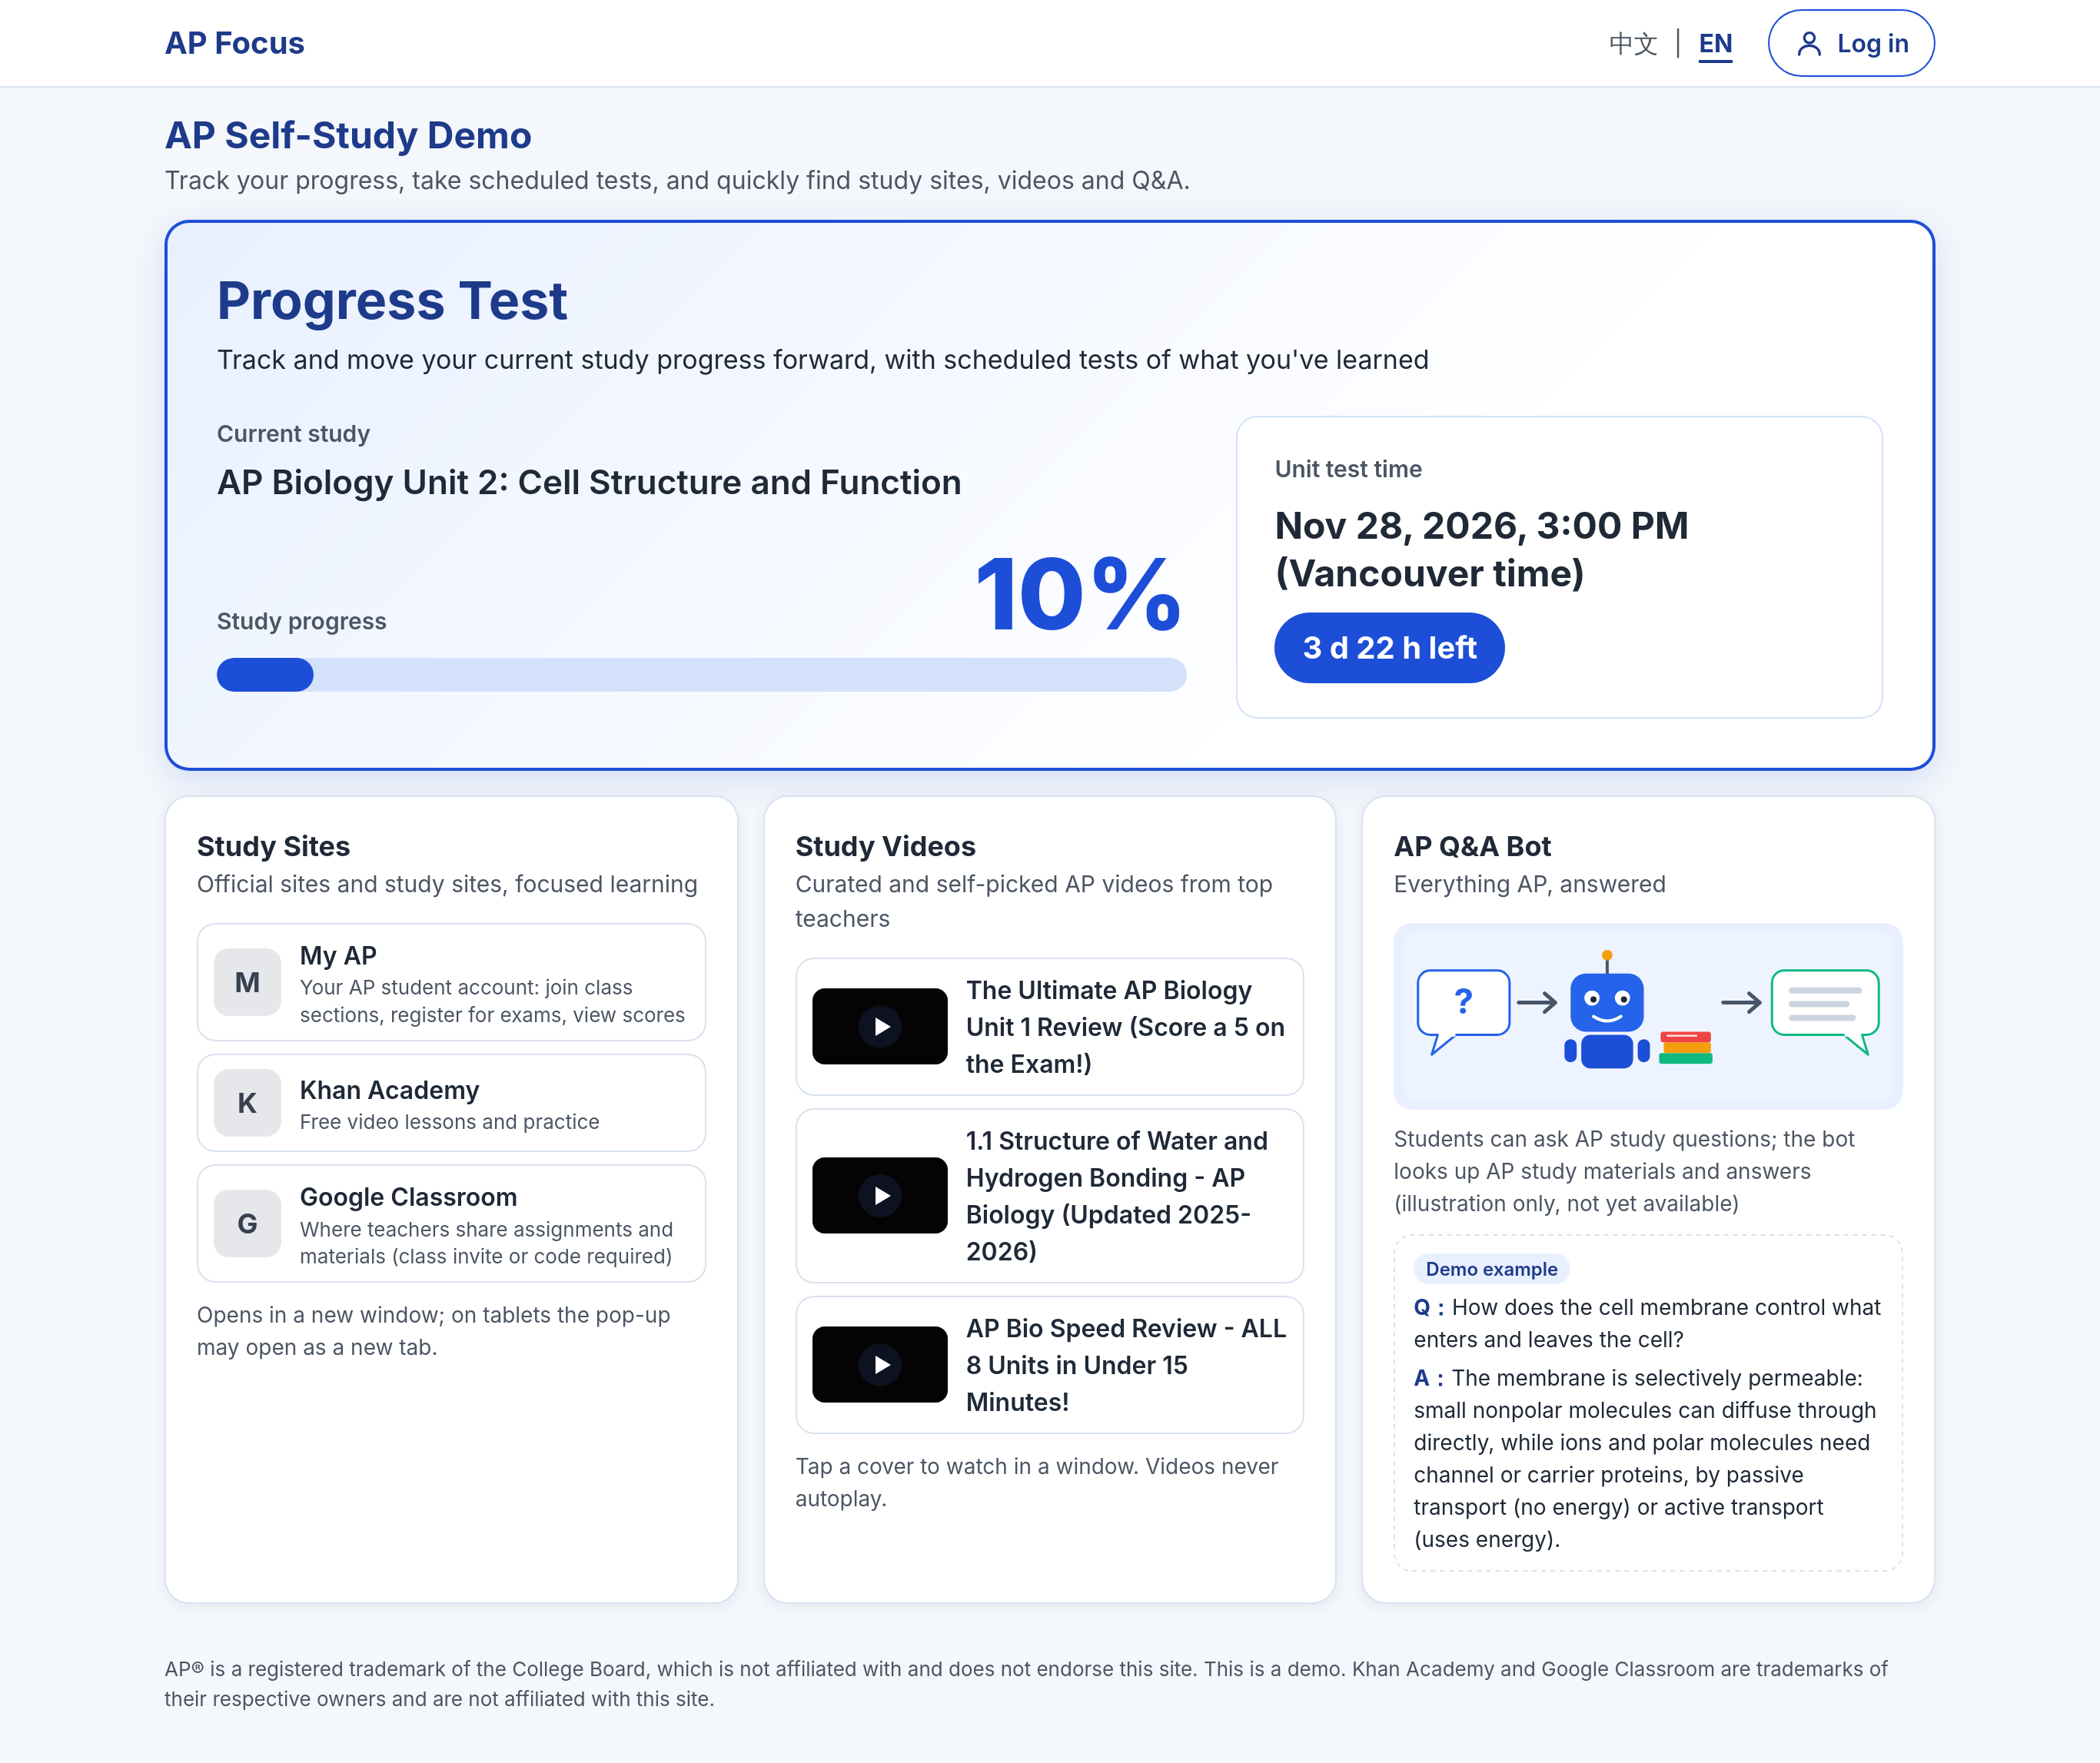 AP Focus
中文 | EN
Log in
AP Self-Study Demo
Track your progress, take scheduled tests, and quickly find study sites, videos and Q&A.
Progress Test
Track and move your current study progress forward, with scheduled tests of what you've learned
Current study
AP Biology Unit 2: Cell Structure and Function
Study progress
10%
Unit test time
Nov 28, 2026, 3:00 PM
(Vancouver time)
3 d 22 h left
Study Sites
Official sites and study sites, focused learning
M
My AP
Your AP student account: join class
sections, register for exams, view scores
K
Khan Academy
Free video lessons and practice
G
Google Classroom
Where teachers share assignments and
materials (class invite or code required)
Opens in a new window; on tablets the pop-up
may open as a new tab.
Study Videos
Curated and self-picked AP videos from top
teachers
The Ultimate AP Biology
Unit 1 Review (Score a 5 on
the Exam!)
1.1 Structure of Water and
Hydrogen Bonding - AP
Biology (Updated 2025-
2026)
AP Bio Speed Review - ALL
8 Units in Under 15
Minutes!
Tap a cover to watch in a window. Videos never
autoplay.
AP Q&A Bot
Everything AP, answered
?
Students can ask AP study questions; the bot
looks up AP study materials and answers
(illustration only, not yet available)
Demo example
Q：How does the cell membrane control what
enters and leaves the cell?
A：The membrane is selectively permeable:
small nonpolar molecules can diffuse through
directly, while ions and polar molecules need
channel or carrier proteins, by passive
transport (no energy) or active transport
(uses energy).
AP® is a registered trademark of the College Board, which is not affiliated with and does not endorse this site. This is a demo. Khan Academy and Google Classroom are trademarks of
their respective owners and are not affiliated with this site.